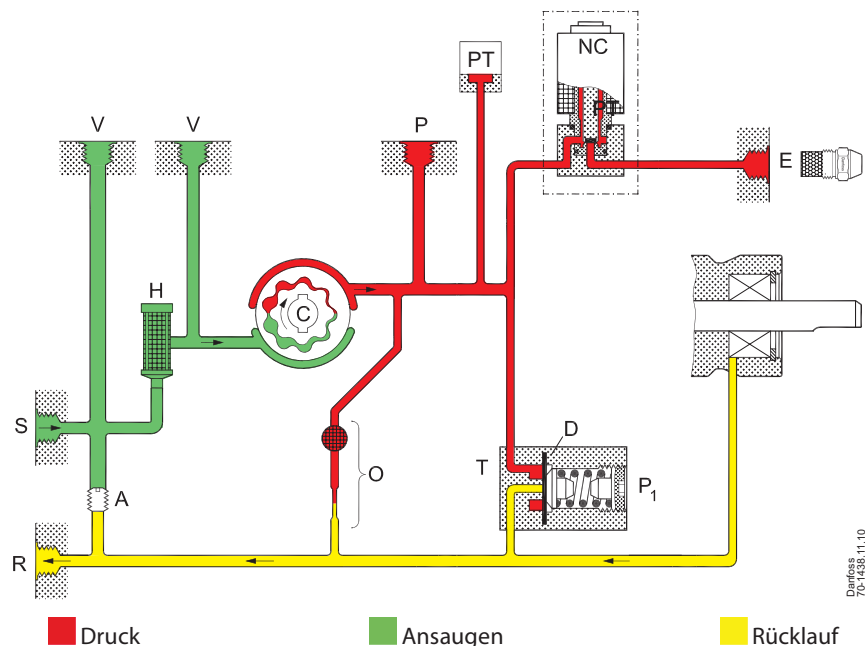 NC
PT
PT
V
V
P
E
H
C
S
D
T
P1
A
O
R
Danfoss
70-1438.11.10
Druck
Ansaugen
Rücklauf